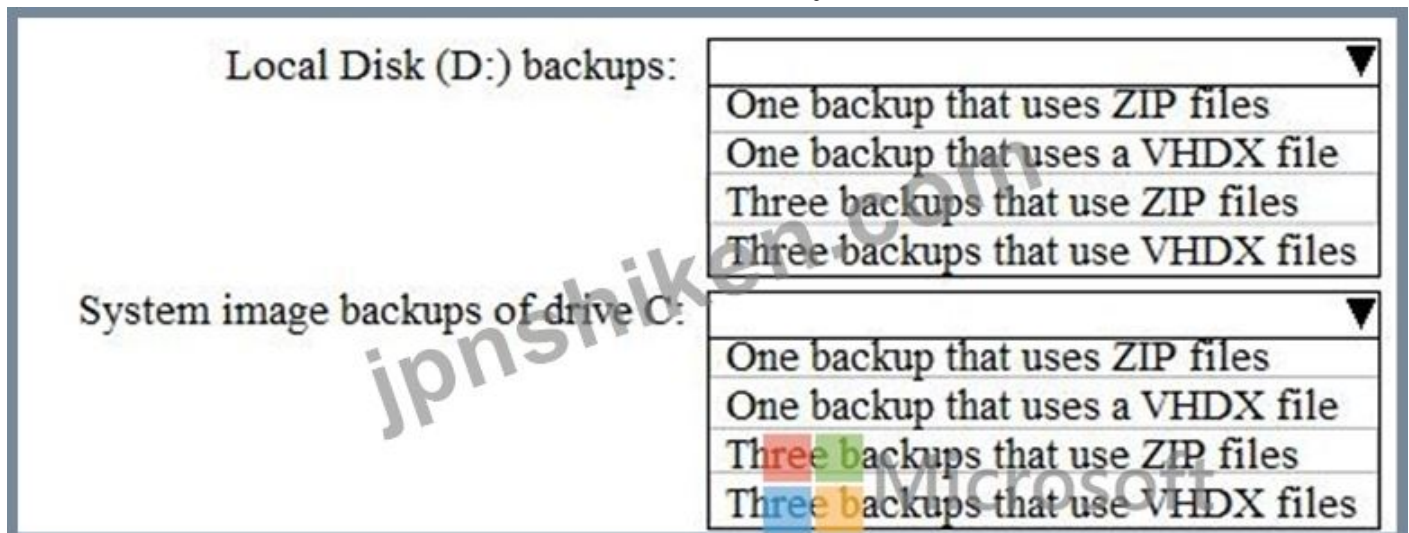 Local Disk (D:) backups:
One backup that uses ZIP files
One backup that uses a VHDX file
Three backups that use ZIP files
Three backups that use VHDX files
System image backups of drive C:
One backup that uses ZIP files
One backup that uses a VHDX file
Three backups that use ZIP files
Three backups that use VHDX files
jpnshiken.com
Microsoft